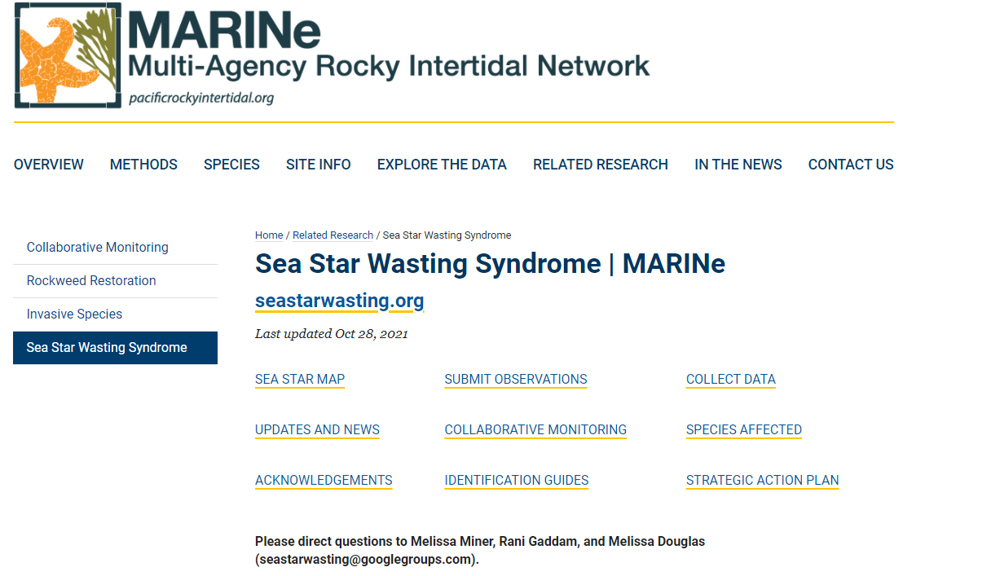 MARINe
Multi-Agency Rocky Intertidal Network
pacificrockyintertidal.org
OVERVIEW METHODS SPECIES SITE INFO EXPLORE THE DATA RELATED RESEARCH IN THE NEWS CONTACT US
Collaborative Monitoring
Rockweed Restoration
Invasive Species
Sea Star Wasting Syndrome
Home / Related Research / Sea Star Wasting Syndrome
Sea Star Wasting Syndrome | MARINe
seastarwasting.org
Last updated Oct 28, 2021
SEA STAR MAP SUBMIT OBSERVATIONS COLLECT DATA
UPDATES AND NEWS COLLABORATIVE MONITORING SPECIES AFFECTED
ACKNOWLEDGEMENTS IDENTIFICATION GUIDES STRATEGIC ACTION PLAN
Please direct questions to Melissa Miner, Rani Gaddam, and Melissa Douglas
(seastarwasting@googlegroups.com).